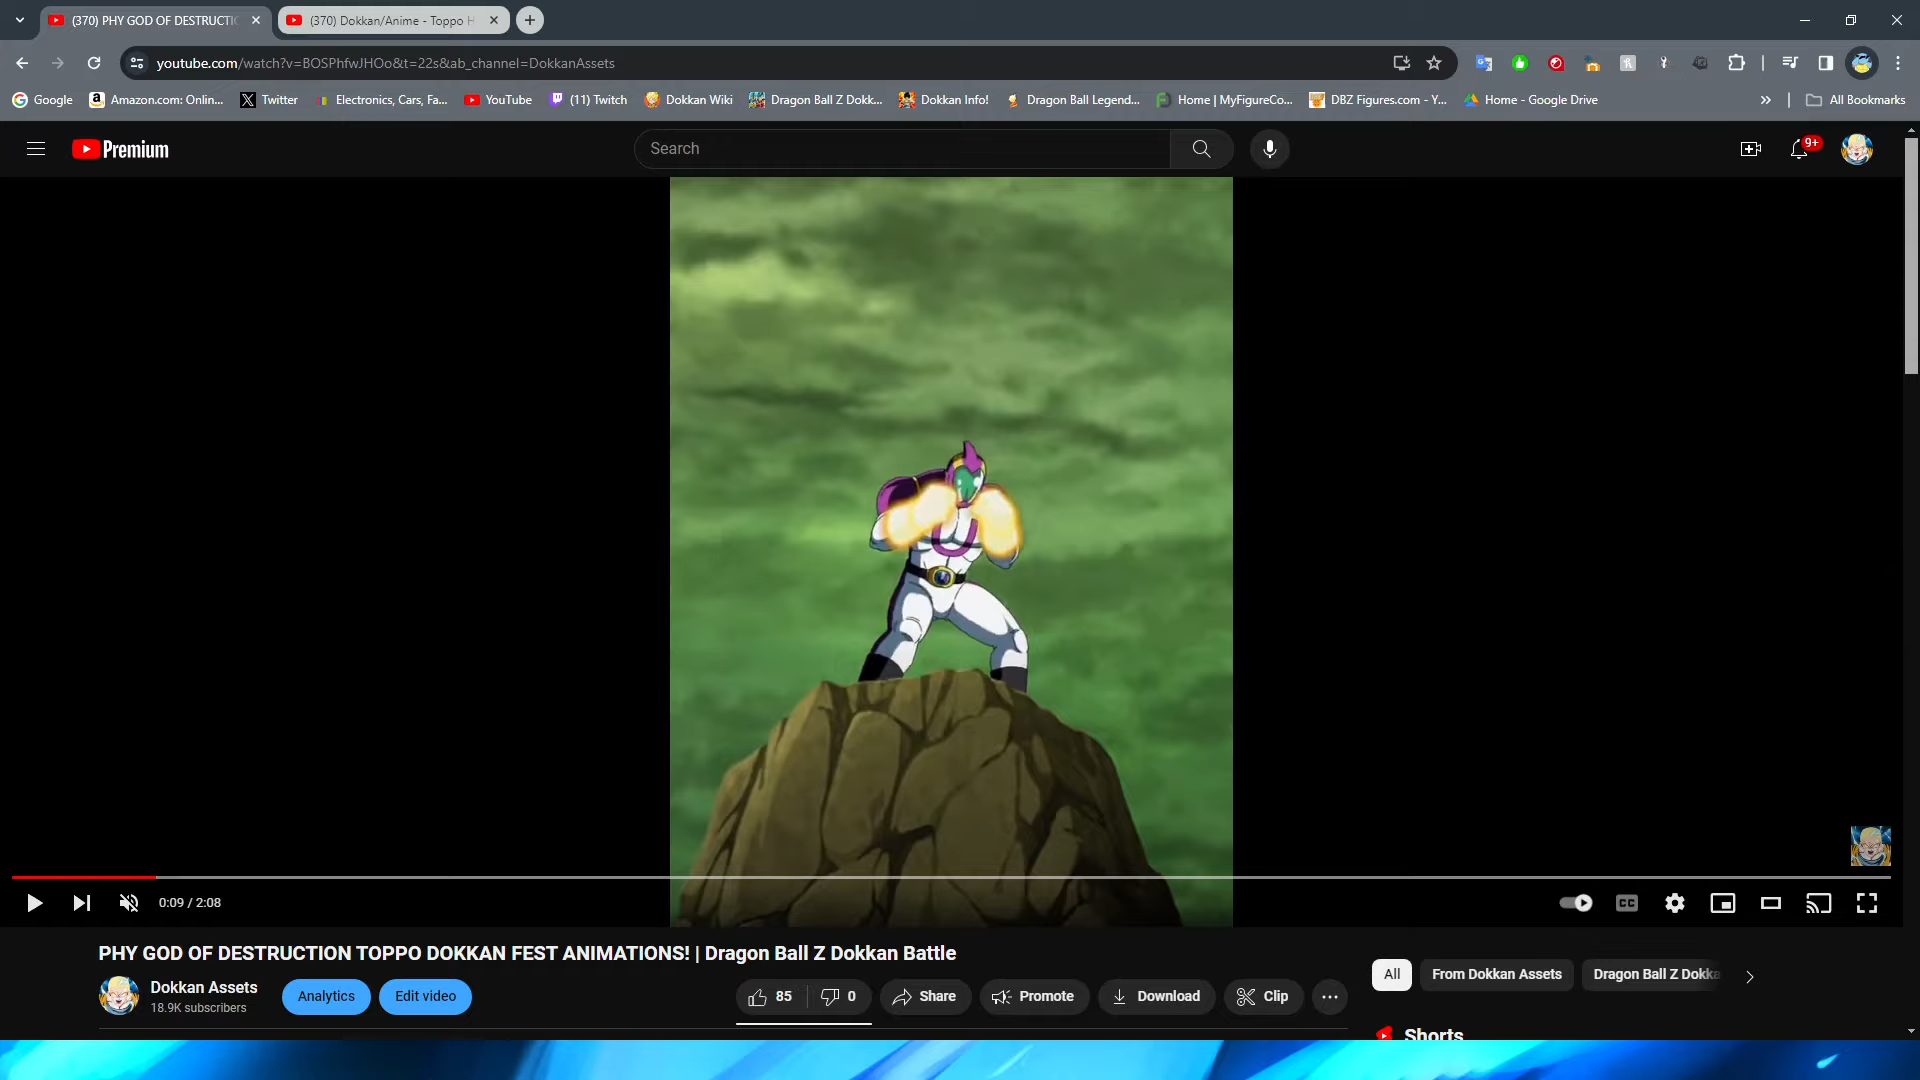 (370) PHY GOD OF DESTRUCTIO
(370) Dokkan/Anime - Toppo H
youtube.com/watch?v=BOSPhfwJHOo&t=22s&ab_channel=DokkanAssets
Google
Amazon.com: Onlin...
Twitter
Electronics, Cars, Fa...
YouTube
(11) Twitch
Dokkan Wiki
Dragon Ball Z Dokk...
Dokkan Info!
Dragon Ball Legend...
Home | MyFigureCo...
DBZ Figures.com - Y...
Home - Google Drive
All Bookmarks
Premium
Search
9+
0:09 / 2:08
CC
PHY GOD OF DESTRUCTION TOPPO DOKKAN FEST ANIMATIONS! | Dragon Ball Z Dokkan Battle
Dokkan Assets
18.9K subscribers
Analytics
Edit video
85
0
Share
Promote
Download
Clip
All
From Dokkan Assets
Dragon Ball Z Dokka
Shorts